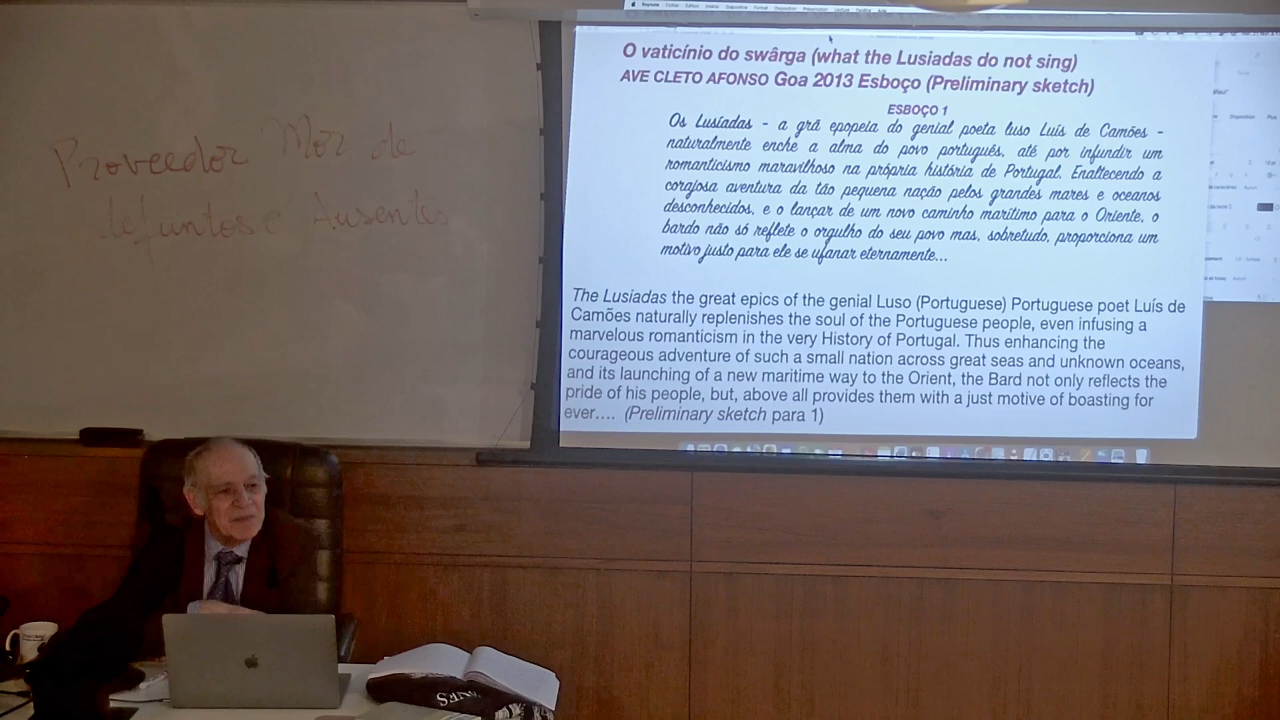 Proveedor Mor de
defuntos e Ausentes
O vaticínio do swârga (what the Lusiadas do not sing)
AVE CLETO AFONSO Goa 2013 Esboço (Preliminary sketch)
ESBOÇO 1
Os Lusíadas - a grã epopeia do genial poeta luso Luís de Camões -
naturalmente enche a alma do povo português, até por infundir um
romanticismo maravilhoso na própria história de Portugal. Enaltecendo a
corajosa aventura da tão pequena nação pelos grandes mares e oceanos
desconhecidos, e o lançar de um novo caminho marítimo para o Oriente, o
bardo não só reflete o orgulho do seu povo mas, sobretudo, proporciona um
motivo justo para ele se ufanar eternamente...
The Lusiadas the great epics of the genial Luso (Portuguese) Portuguese poet Luís de
Camões naturally replenishes the soul of the Portuguese people, even infusing a
marvelous romanticism in the very History of Portugal. Thus enhancing the
courageous adventure of such a small nation across great seas and unknown oceans,
and its launching of a new maritime way to the Orient, the Bard not only reflects the
pride of his people, but, above all provides them with a just motive of boasting for
ever.... (Preliminary sketch para 1)